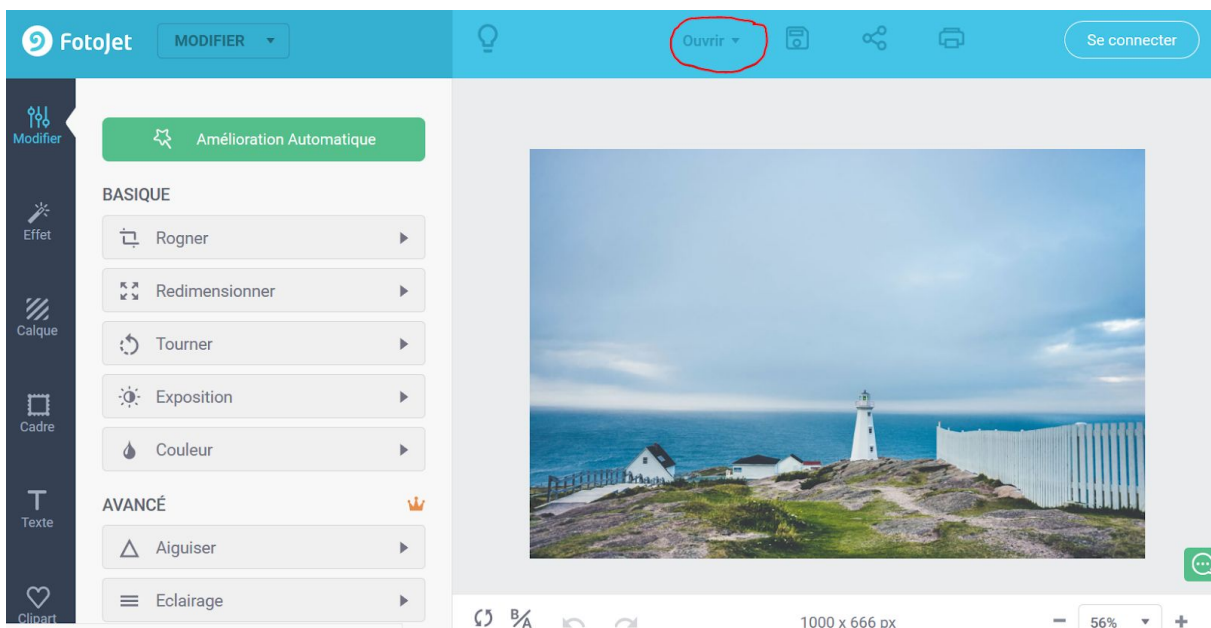 FotoJet
MODIFIER
Ouvrir
Se connecter
Modifier
Effet
Calque
Cadre
Texte
Clipart
Amélioration Automatique
BASIQUE
Rogner
Redimensionner
Tourner
Exposition
Couleur
AVANCÉ
Aiguiser
Eclairage
B/A
1000 x 666 px
56%